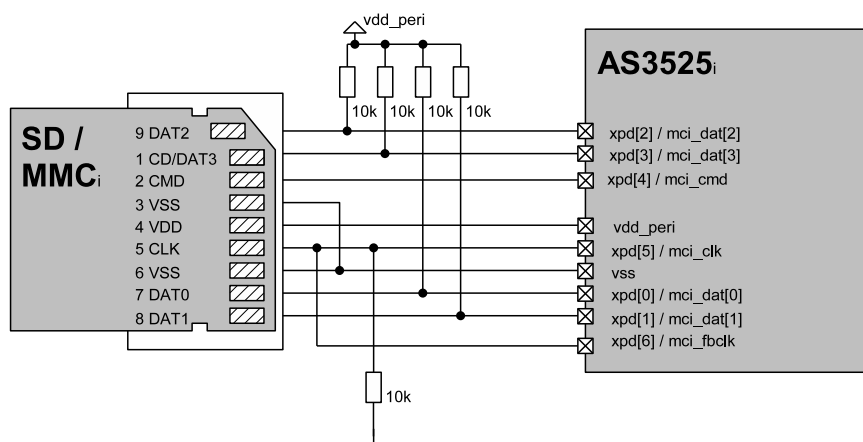 vdd_peri
AS3525i
10k
10k
10k
10k
SD /
MMCi
9 DAT2
1 CD/DAT3
2 CMD
3 VSS
4 VDD
5 CLK
6 VSS
7 DAT0
8 DAT1
xpd[2] / mci_dat[2]
xpd[3] / mci_dat[3]
xpd[4] / mci_cmd
vdd_peri
xpd[5] / mci_clk
vss
xpd[0] / mci_dat[0]
xpd[1] / mci_dat[1]
xpd[6] / mci_fbclk
10k